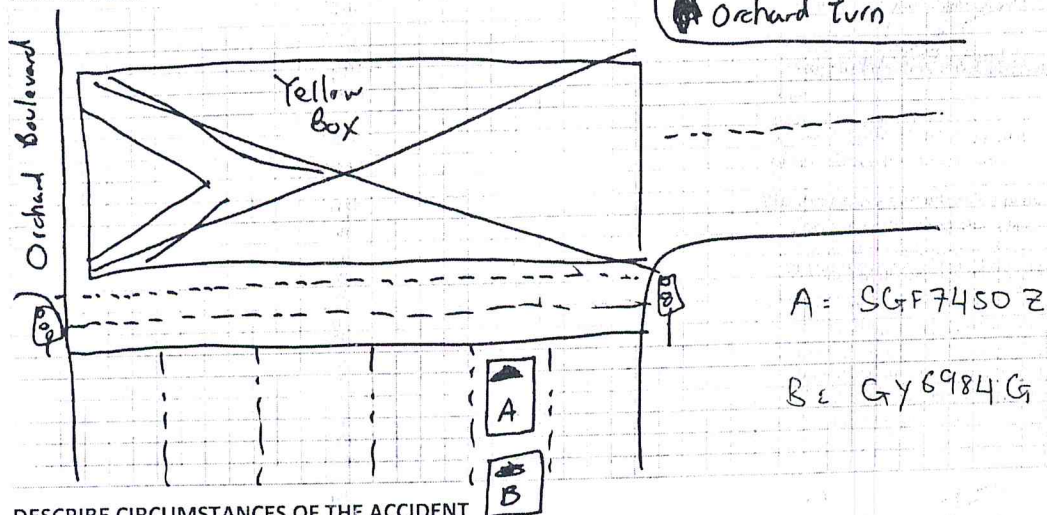 Orchard Turn
Orchard Boulevard
Yellow
Box
A = SGF7450Z
A
B = GY6984G
B
DESCRIBE CIRCUMSTANCES OF THE ACCIDENT